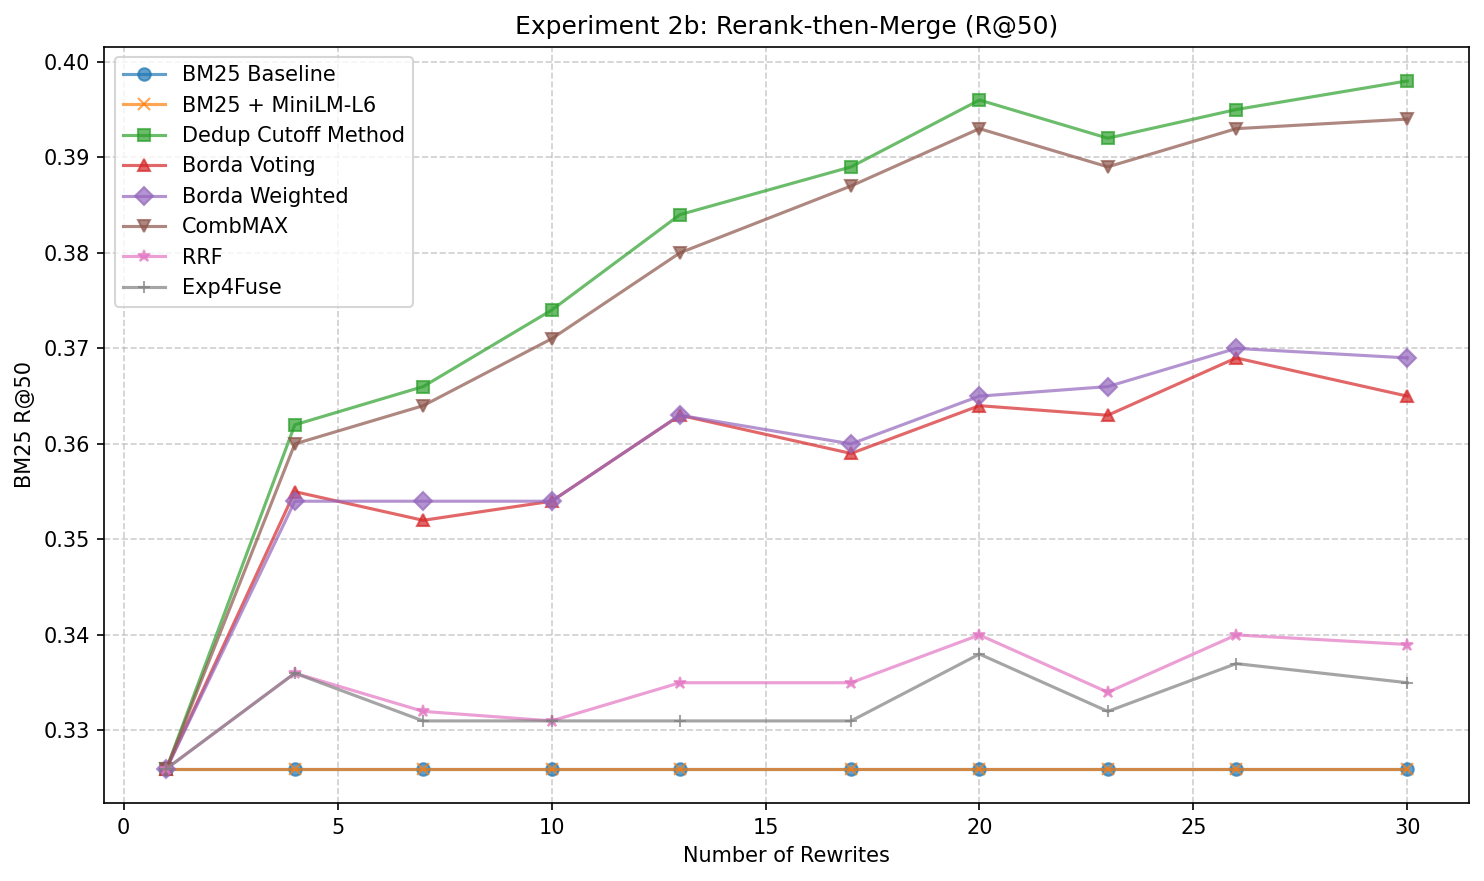 Experiment 2b: Rerank-then-Merge (R@50)
BM25 Baseline
BM25 + MiniLM-L6
Dedup Cutoff Method
Borda Voting
Borda Weighted
CombMAX
RRF
Exp4Fuse
BM25 R@50
0.40
0.39
0.38
0.37
0.36
0.35
0.34
0.33
0
5
10
15
20
25
30
Number of Rewrites